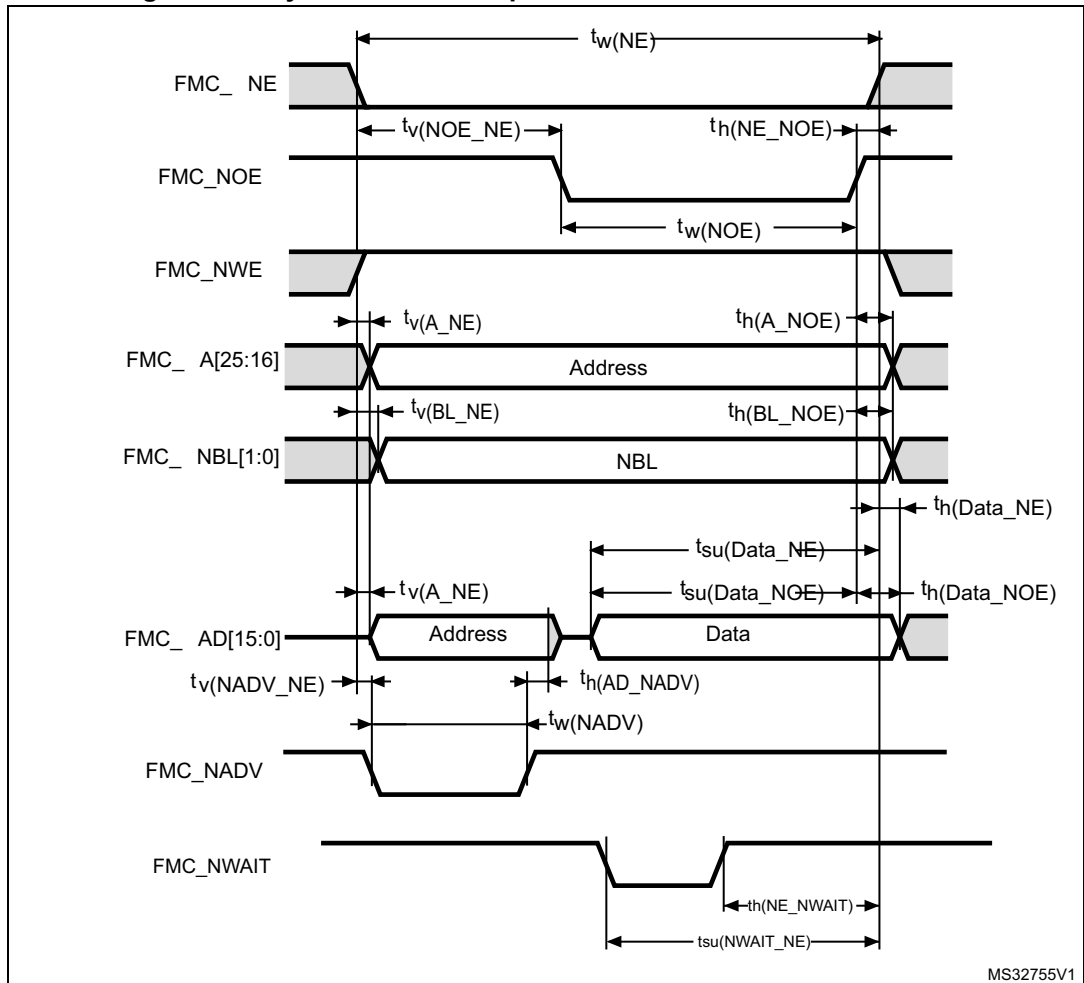 tw(NE)
FMC_ NE
tv(NOE_NE)
th(NE_NOE)
FMC_NOE
tw(NOE)
FMC_NWE
tv(A_NE)
th(A_NOE)
FMC_ A[25:16]
Address
tv(BL_NE)
th(BL_NOE)
FMC_ NBL[1:0]
NBL
th(Data_NE)
tsu(Data_NE)
tv(A_NE)
tsu(Data_NOE)
th(Data_NOE)
FMC_ AD[15:0]
Address
Data
tv(NADV_NE)
th(AD_NADV)
tw(NADV)
FMC_NADV
FMC_NWAIT
th(NE_NWAIT)
tsu(NWAIT_NE)
MS32755V1